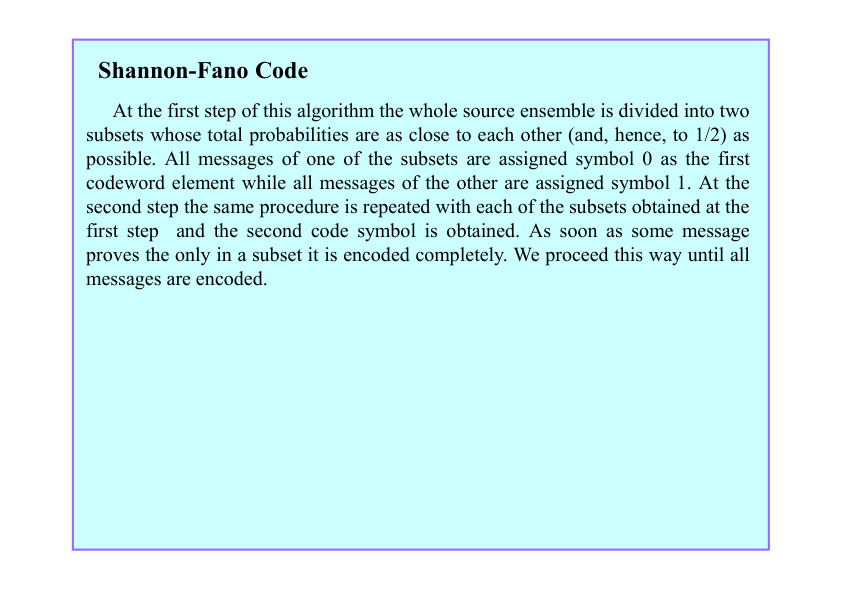 Shannon-Fano Code
At the first step of this algorithm the whole source ensemble is divided into two
subsets whose total probabilities are as close to each other (and, hence, to 1/2) as
possible. All messages of one of the subsets are assigned symbol 0 as the first
codeword element while all messages of the other are assigned symbol 1. At the
second step the same procedure is repeated with each of the subsets obtained at the
first step  and the second code symbol is obtained. As soon as some message
proves the only in a subset it is encoded completely. We proceed this way until all
messages are encoded.